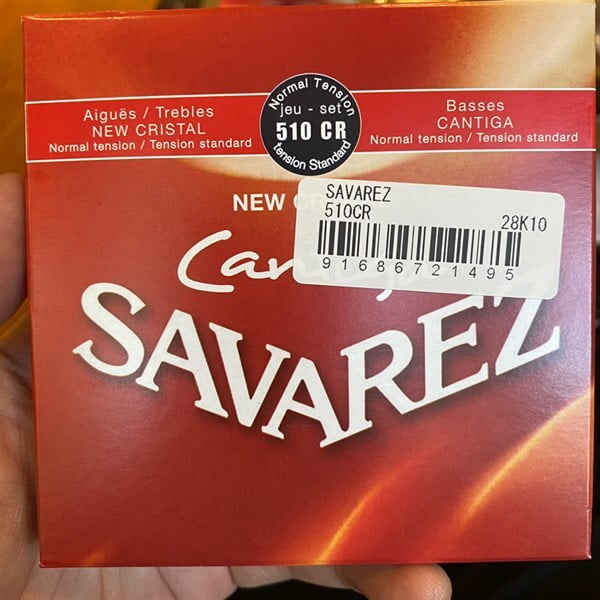 Normal Tension
jeu - set
510 CR
tension Standard
Aiguës / Trebles
NEW CRISTAL
Normal tension / Tension standard
Basses
CANTIGA
Normal tension / Tension standard
NEW
SAVAREZ
510CR
28K10
91686721495
SAVAREZ